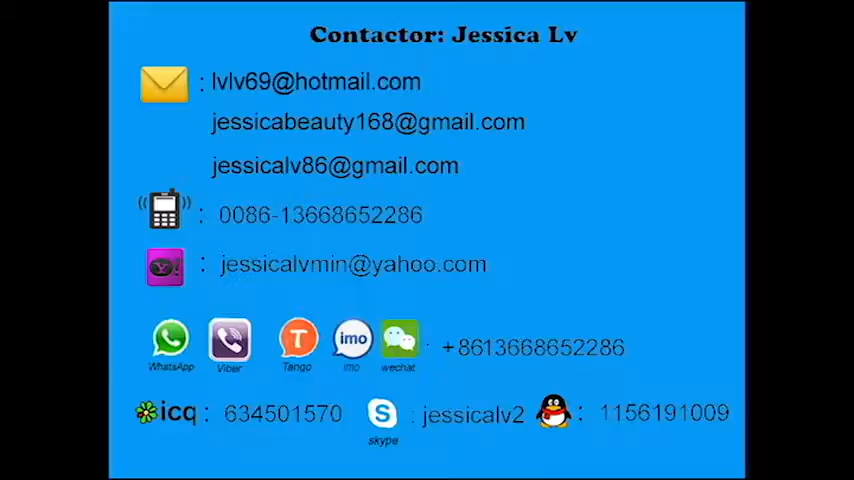 Contactor: Jessica Lv
: lvlv69@hotmail.com
jessicabeauty168@gmail.com
jessicalv86@gmail.com
: 0086-13668652286
Y! : jessicalvmin@yahoo.com
T imo : +8613668652286
WhatsApp Viber Tango imo wechat
icq : 634501570 S : jessicalv2 : 1156191009
skype